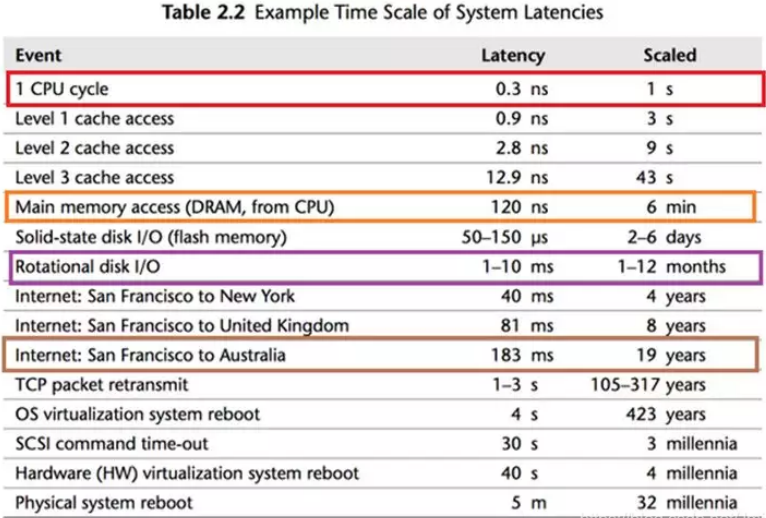 Table 2.2 Example Time Scale of System Latencies
Event Latency Scaled
1 CPU cycle 0.3 ns 1 s
Level 1 cache access 0.9 ns 3 s
Level 2 cache access 2.8 ns 9 s
Level 3 cache access 12.9 ns 43 s
Main memory access (DRAM, from CPU) 120 ns 6 min
Solid-state disk I/O (flash memory) 50–150 μs 2–6 days
Rotational disk I/O 1–10 ms 1–12 months
Internet: San Francisco to New York 40 ms 4 years
Internet: San Francisco to United Kingdom 81 ms 8 years
Internet: San Francisco to Australia 183 ms 19 years
TCP packet retransmit 1–3 s 105–317 years
OS virtualization system reboot 4 s 423 years
SCSI command time-out 30 s 3 millennia
Hardware (HW) virtualization system reboot 40 s 4 millennia
Physical system reboot 5 m 32 millennia